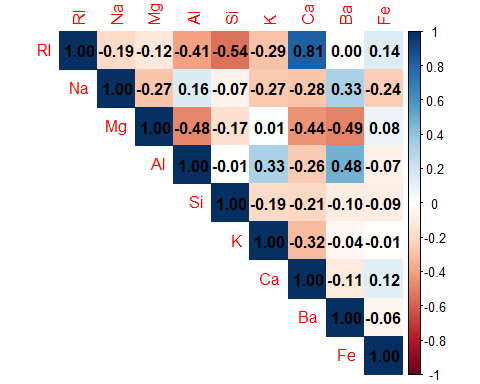 RI Na Mg Al Si K Ca Ba Fe
RI 1.00 -0.19 -0.12 -0.41 -0.54 -0.29 0.81 0.00 0.14
Na 1.00 -0.27 0.16 -0.07 -0.27 -0.28 0.33 -0.24
Mg 1.00 -0.48 -0.17 0.01 -0.44 -0.49 0.08
Al 1.00 -0.01 0.33 -0.26 0.48 -0.07
Si 1.00 -0.19 -0.21 -0.10 -0.09
K 1.00 -0.32 -0.04 -0.01
Ca 1.00 -0.11 0.12
Ba 1.00 -0.06
Fe 1.00
1
0.8
0.6
0.4
0.2
0
-0.2
-0.4
-0.6
-0.8
-1